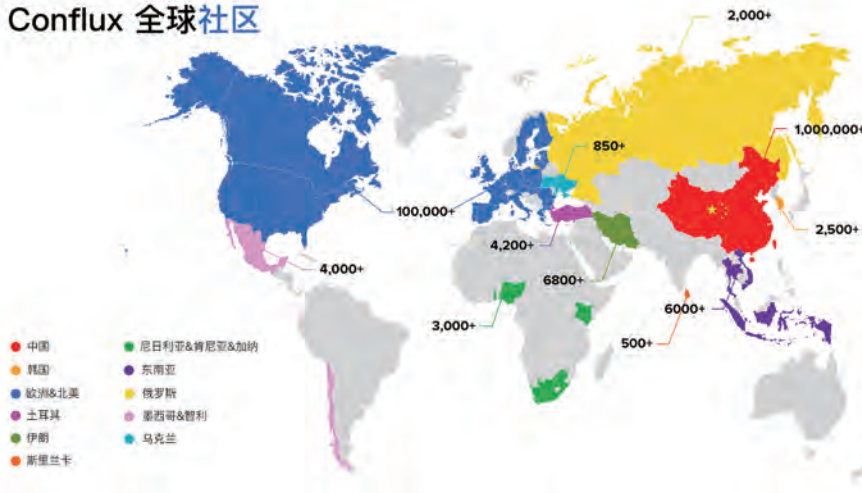 Conflux 全球社区
2,000+
1,000,000+
850+
100,000+
4,200+
2,500+
4,000+
6800+
3,000+
6000+
500+
中国
韩国
欧洲&北美
土耳其
伊朗
斯里兰卡
尼日利亚&肯尼亚&加纳
东南亚
俄罗斯
墨西哥&智利
乌克兰